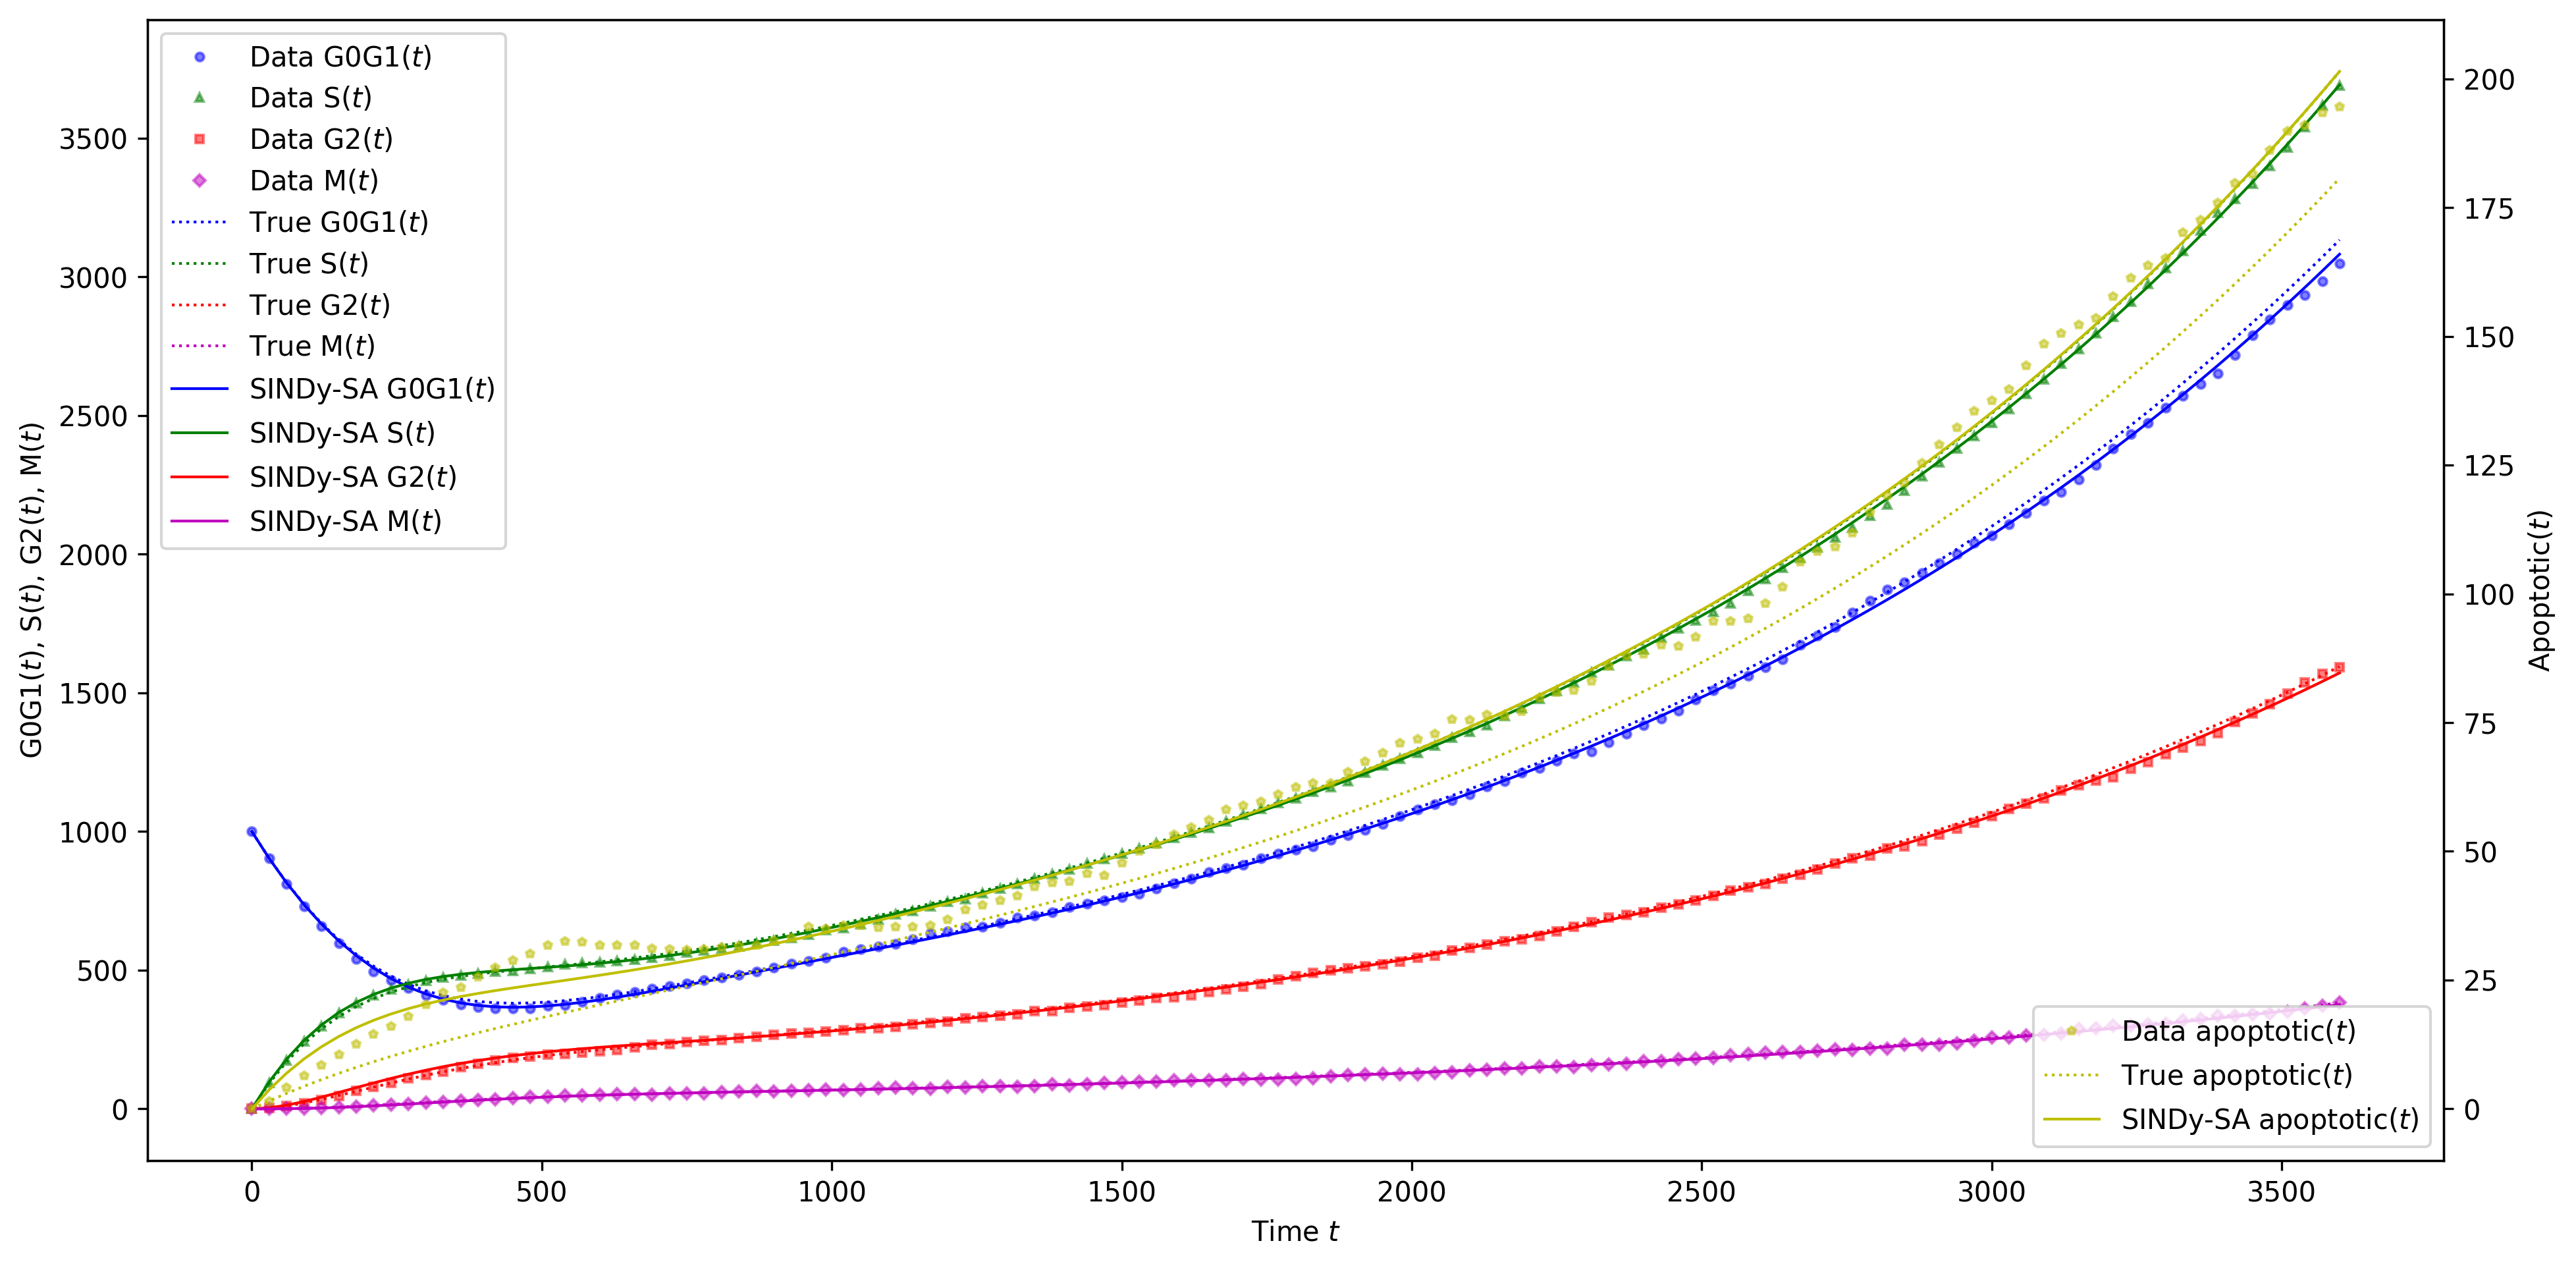 Data G0G1(t)
Data S(t)
Data G2(t)
Data M(t)
True G0G1(t)
True S(t)
True G2(t)
True M(t)
SINDy-SA G0G1(t)
SINDy-SA S(t)
SINDy-SA G2(t)
SINDy-SA M(t)
3500
3000
2500
2000
1500
1000
500
0
G0G1(t), S(t), G2(t), M(t)
200
175
150
125
100
75
50
25
0
Apoptotic(t)
Data apoptotic(t)
True apoptotic(t)
SINDy-SA apoptotic(t)
0 500 1000 1500 2000 2500 3000 3500
Time t